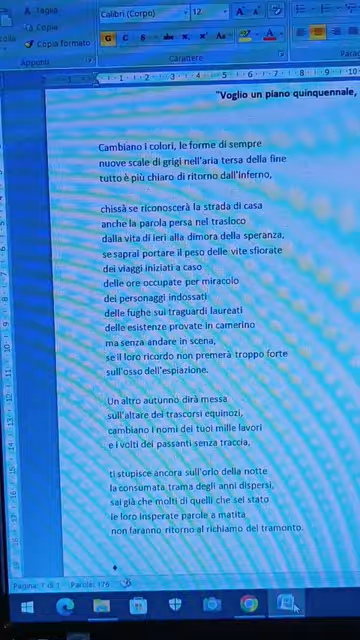 Taglia
Copia
Copia formato
Appunti
Calibri (Corpo)
12
Carattere
"Voglio un piano quinquennale,
Cambiano i colori, le forme di sempre
nuove scale di grigi nell'aria tersa della fine
tutto è più chiaro di ritorno dall'inferno,
chissà se riconoscerà la strada di casa
anche la parola persa nel trasloco
dalla vita di ieri alla dimora della speranza,
se saprai portare il peso delle vite sfiorate
dei viaggi iniziati a caso
delle ore occupate per miracolo
dei personaggi indossati
delle fughe sui traguardi laureati
delle esistenze provate in camerino
ma senza andare in scena,
se il loro ricordo non premerà troppo forte
sull'osso dell'espiazione.
Un altro autunno dirà messa
sull'altare dei trascorsi equinozi,
cambiano i nomi dei tuoi mille lavori
e i volti dei passanti senza traccia,
ti stupisce ancora sull'orlo della notte
la consumata trama degli anni dispersi,
sai già che molti di quelli che sei stato
le loro insperate parole a matita
non faranno ritorno al richiamo del tramonto.
Pagina: 1 di 1 Parole: 176